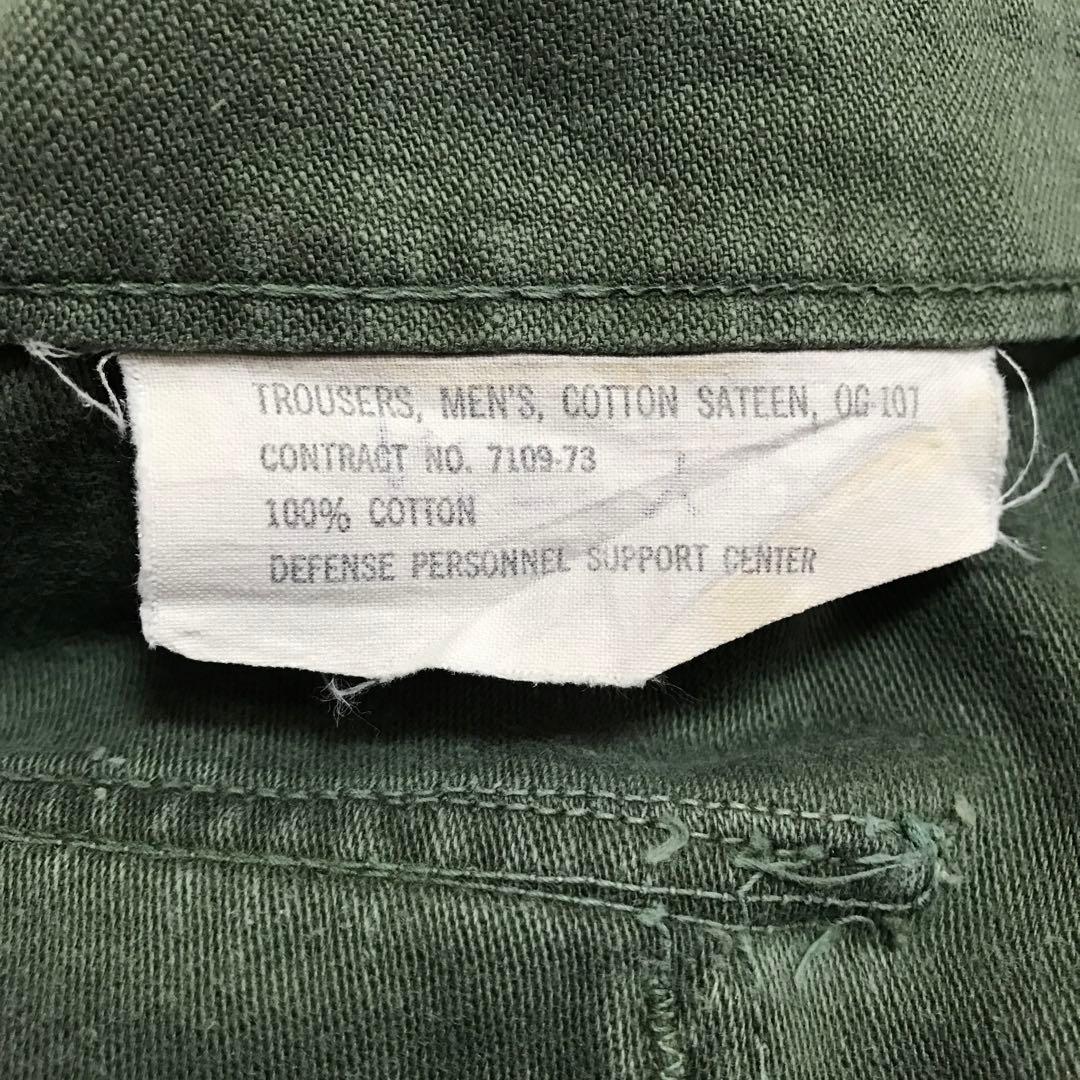 TROUSERS, MEN'S, COTTON SATEEN, OG-107
CONTRACT NO. 7109-73
100% COTTON
DEFENSE PERSONNEL SUPPORT CENTER